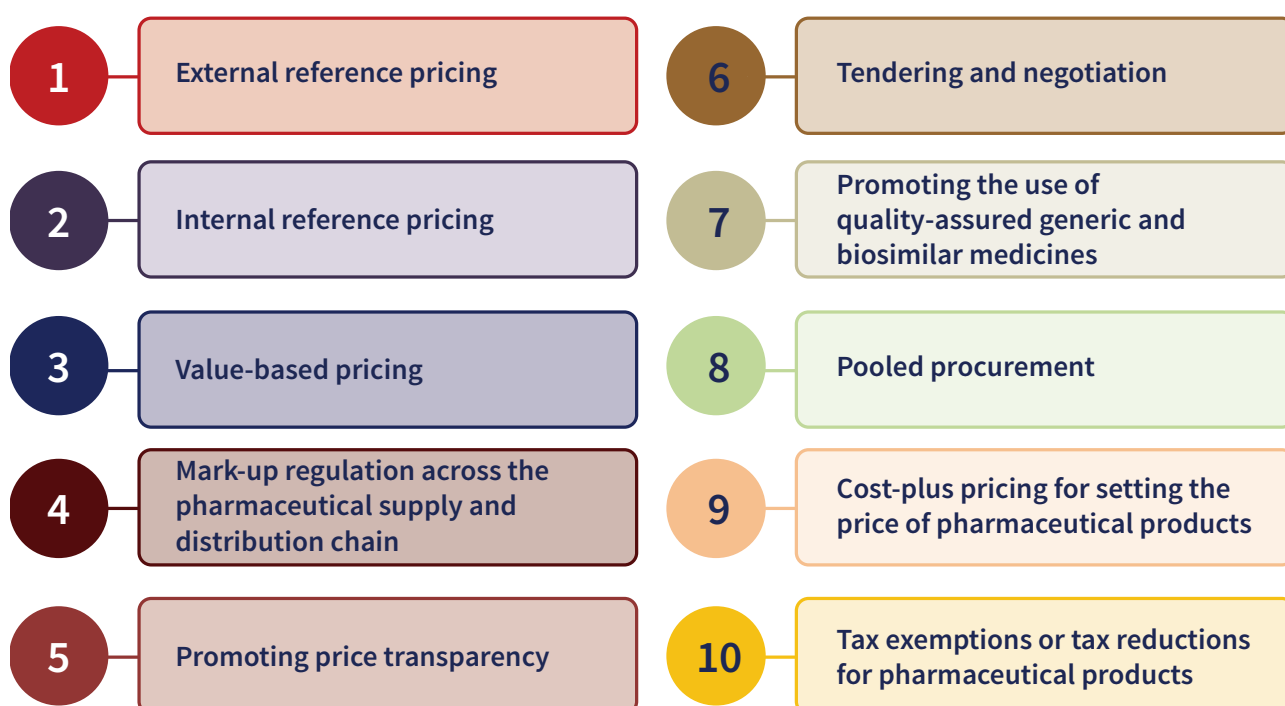 1
External reference pricing
2
Internal reference pricing
3
Value-based pricing
4
Mark-up regulation across the
pharmaceutical supply and
distribution chain
5
Promoting price transparency
6
Tendering and negotiation
7
Promoting the use of
quality-assured generic and
biosimilar medicines
8
Pooled procurement
9
Cost-plus pricing for setting the
price of pharmaceutical products
10
Tax exemptions or tax reductions
for pharmaceutical products